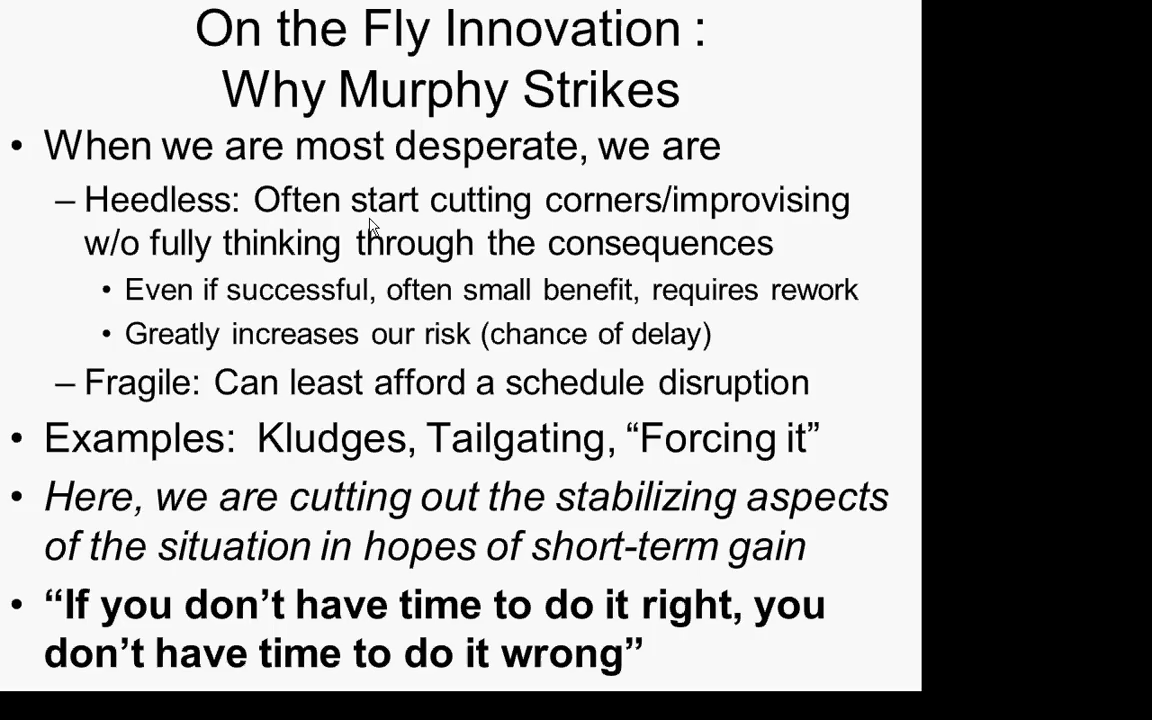 On the Fly Innovation :
Why Murphy Strikes
• When we are most desperate, we are
– Heedless: Often start cutting corners/improvising
w/o fully thinking through the consequences
• Even if successful, often small benefit, requires rework
• Greatly increases our risk (chance of delay)
– Fragile: Can least afford a schedule disruption
• Examples: Kludges, Tailgating, “Forcing it”
• Here, we are cutting out the stabilizing aspects
of the situation in hopes of short-term gain
• “If you don’t have time to do it right, you
don’t have time to do it wrong”